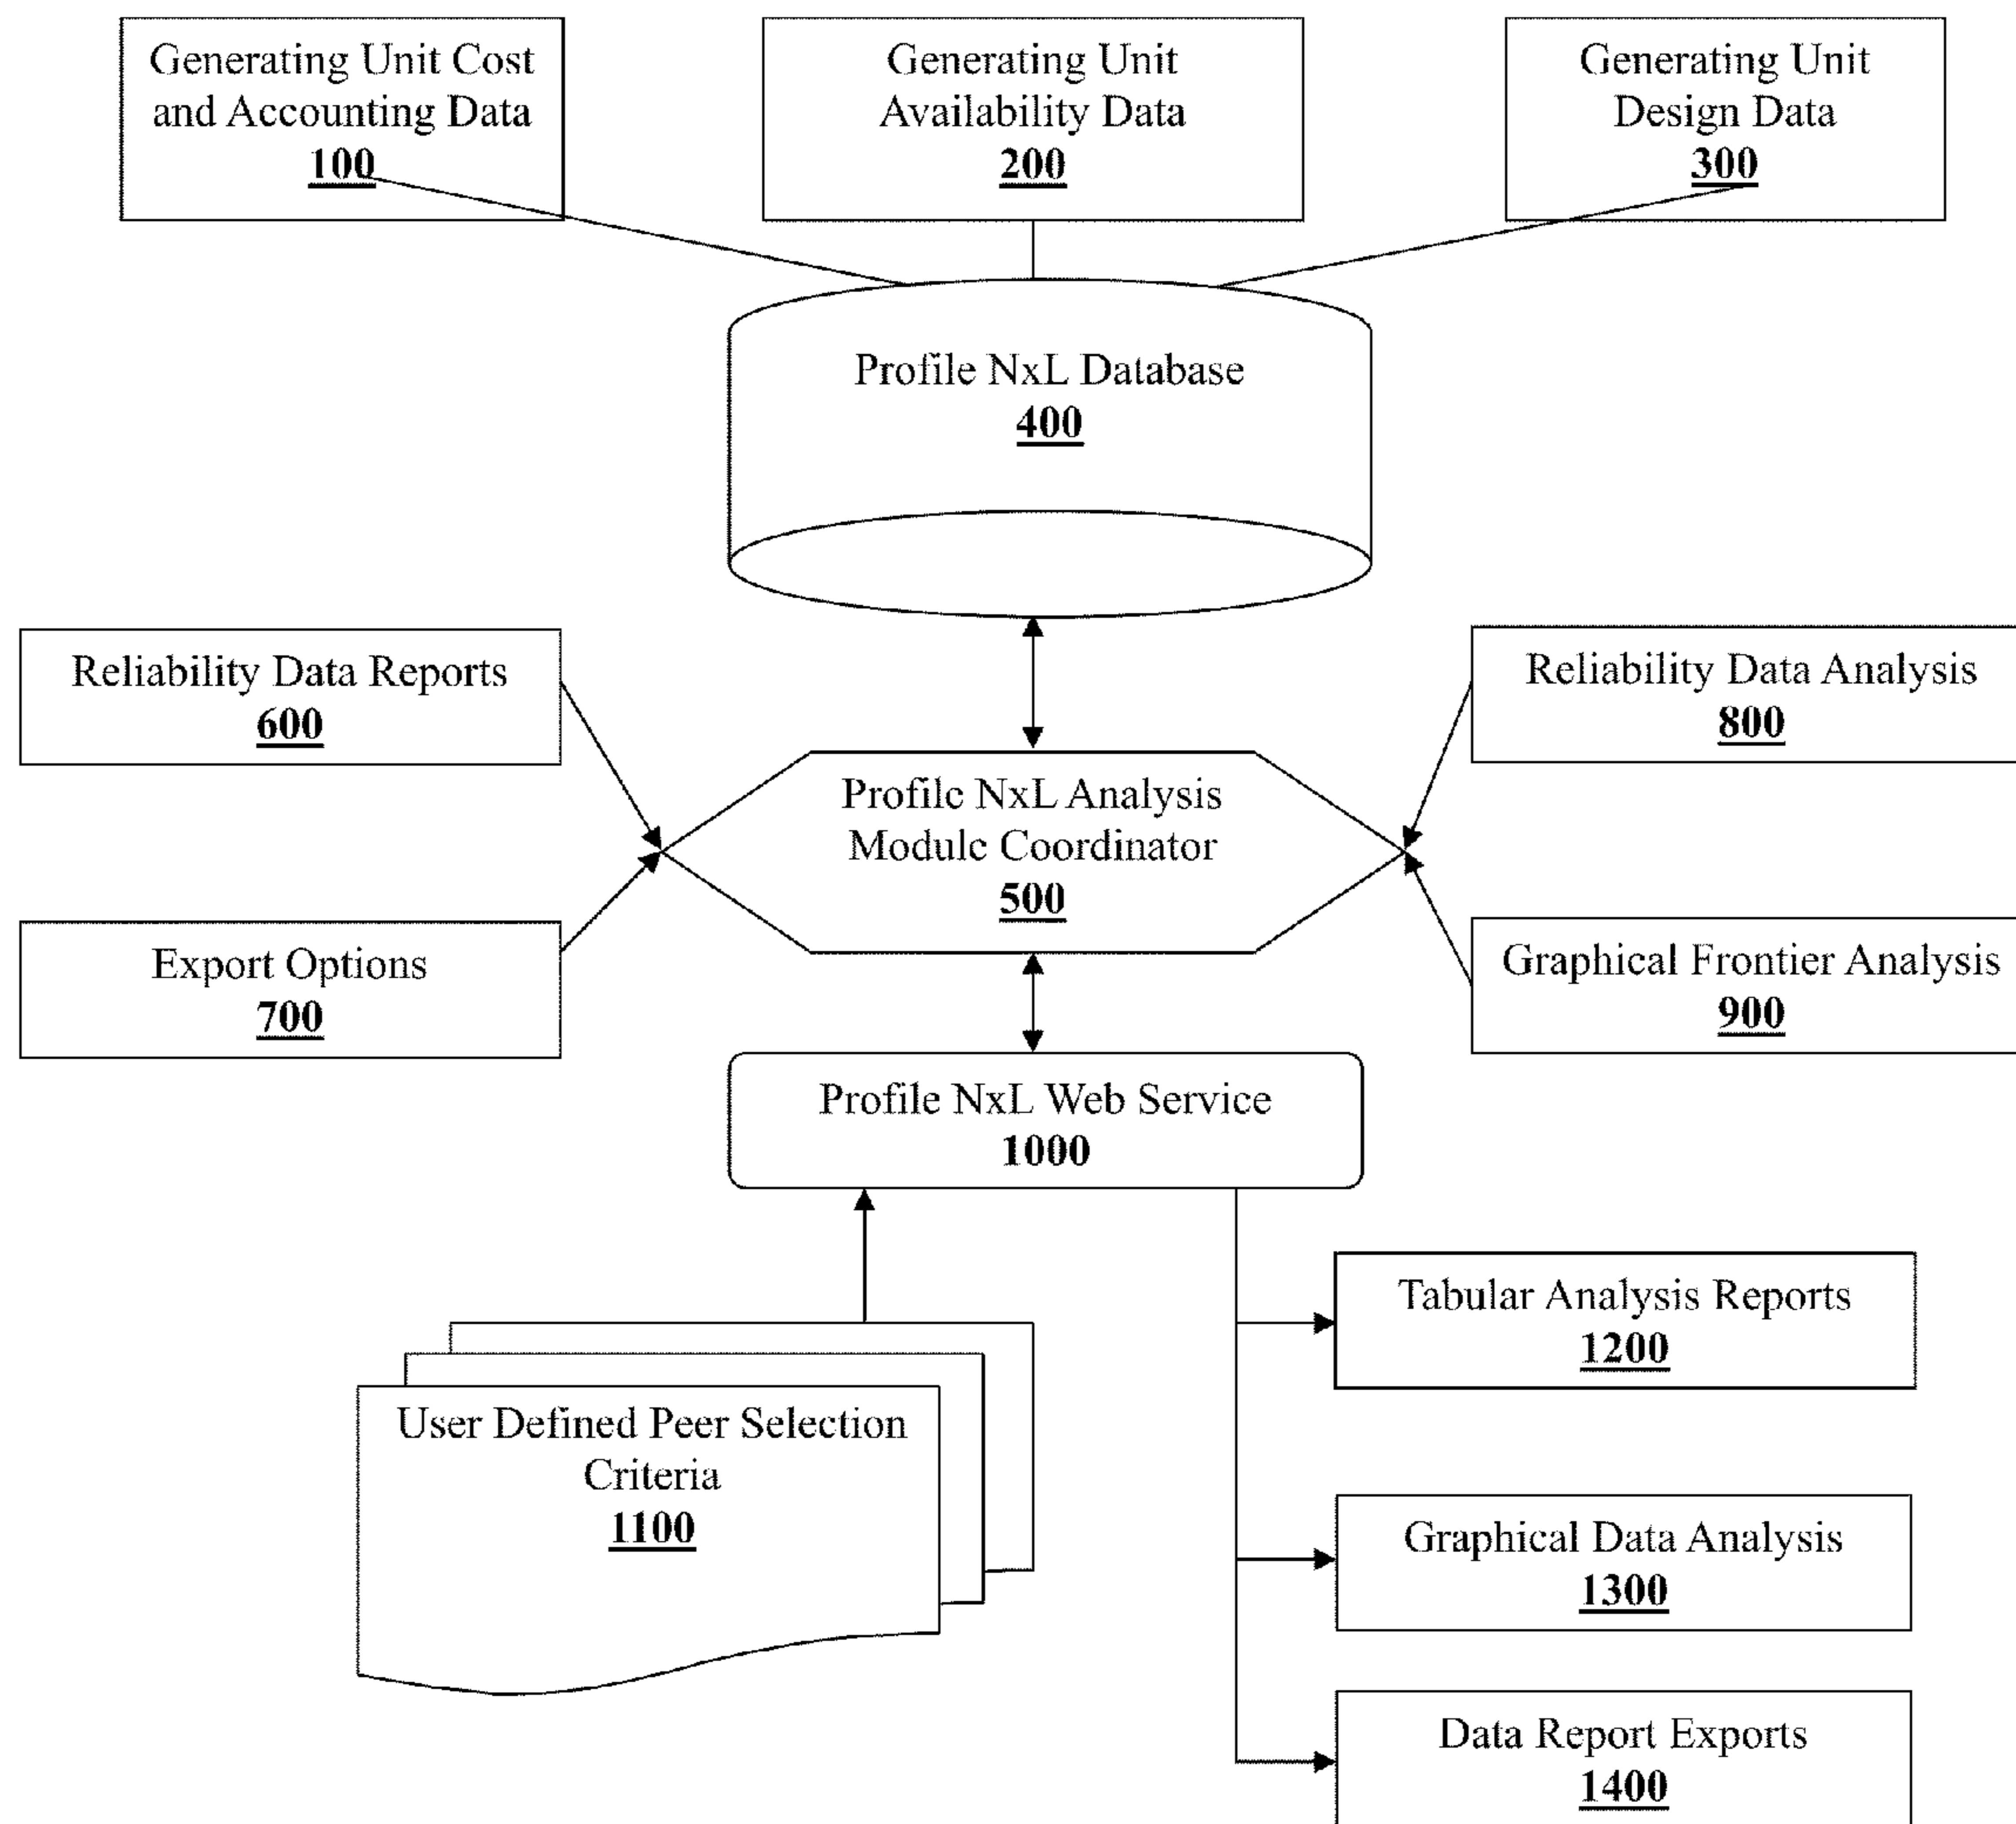 Generating Unit Cost
and Accounting Data
100
Generating Unit
Availability Data
200
Generating Unit
Design Data
300
Profile NxL Database
400
Reliability Data Reports
600
Reliability Data Analysis
800
Profile NxL Analysis
Module Coordinator
500
Export Options
700
Graphical Frontier Analysis
900
Profile NxL Web Service
1000
Tabular Analysis Reports
1200
User Defined Peer Selection
Criteria
1100
Graphical Data Analysis
1300
Data Report Exports
1400